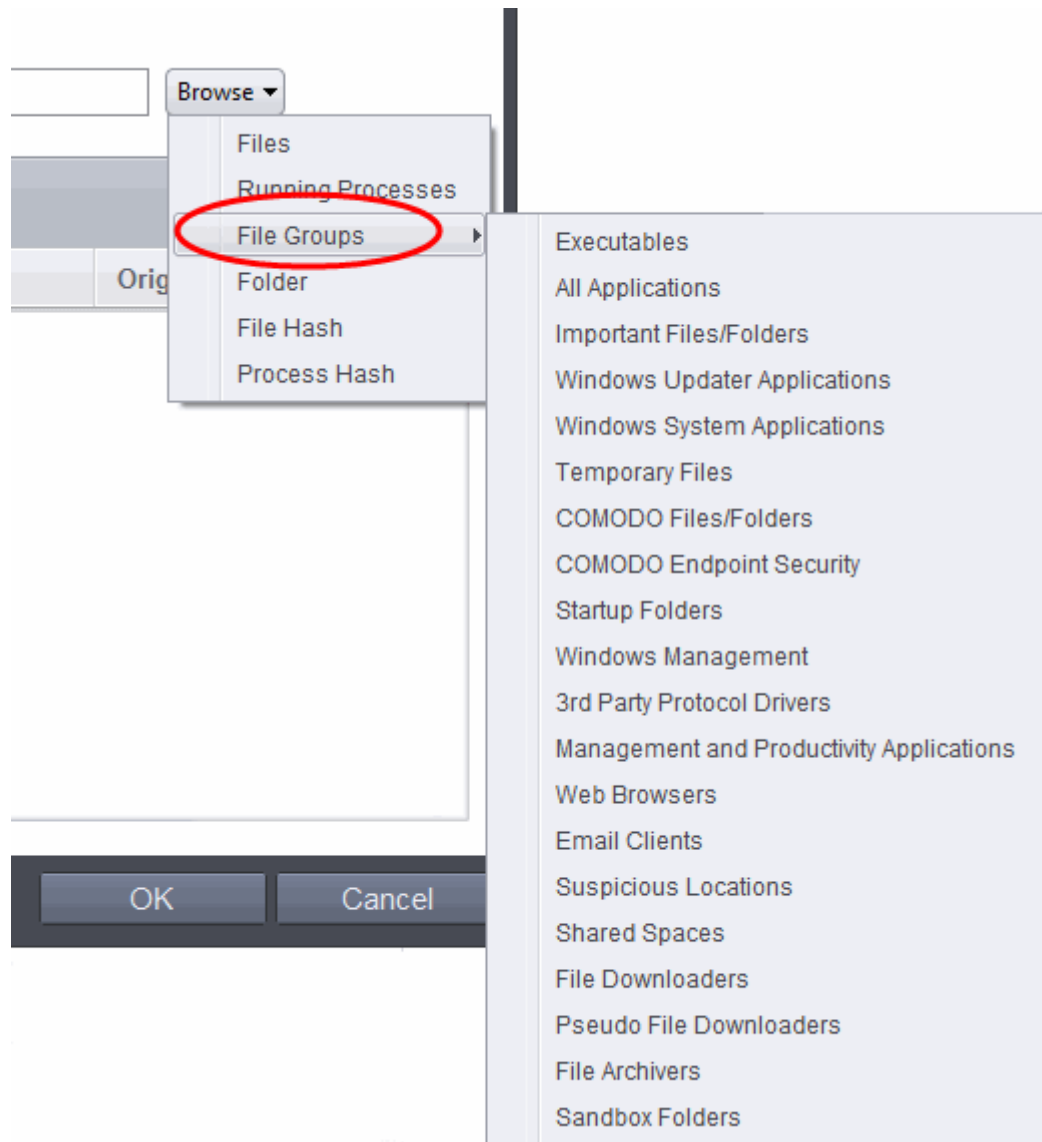 Browse
Files
Running Processes
File Groups
Folder
File Hash
Process Hash
Orig
Executables
All Applications
Important Files/Folders
Windows Updater Applications
Windows System Applications
Temporary Files
COMODO Files/Folders
COMODO Endpoint Security
Startup Folders
Windows Management
3rd Party Protocol Drivers
Management and Productivity Applications
Web Browsers
Email Clients
Suspicious Locations
Shared Spaces
File Downloaders
Pseudo File Downloaders
File Archivers
Sandbox Folders
OK
Cancel